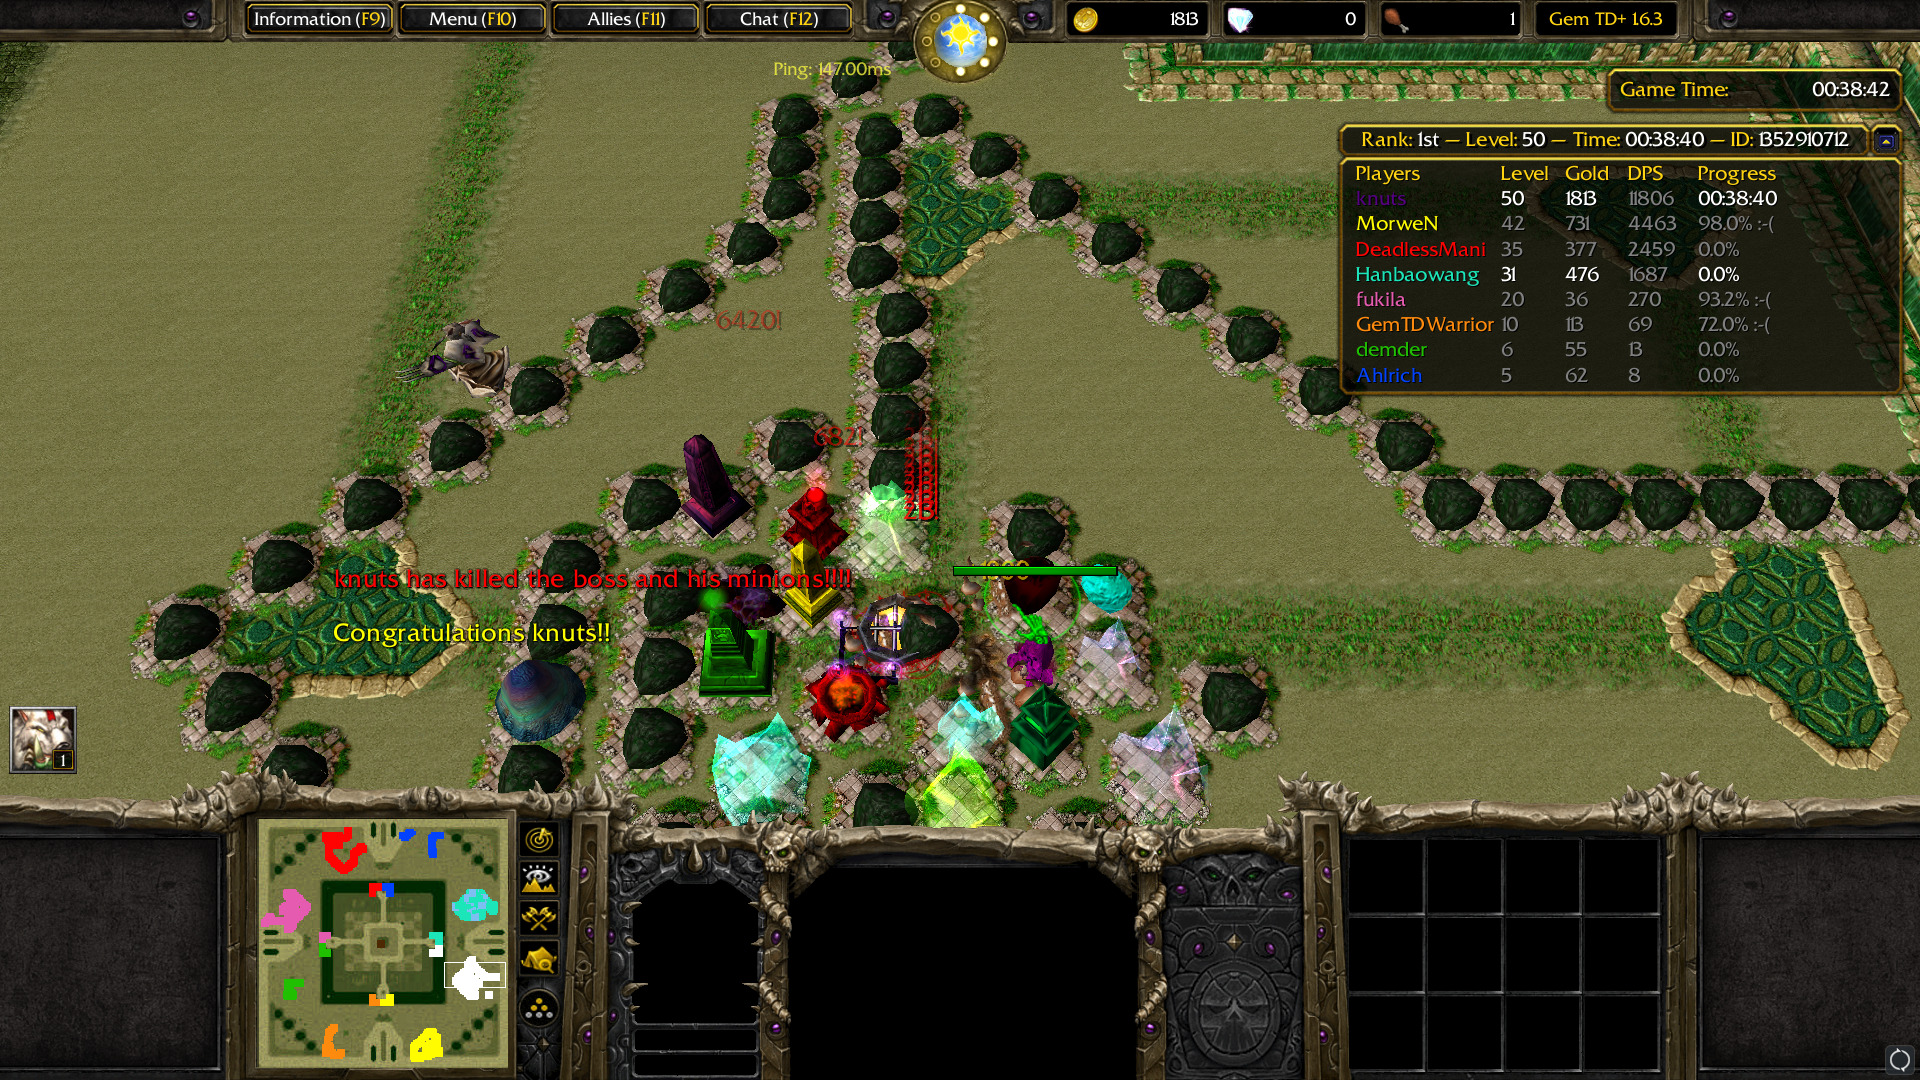 Information (F9) Menu (F10) Allies (F11) Chat (F12) 1813 0 1 Gem TD+ 16.3
Ping: 147.00ms
Game Time: 00:38:42
Rank: 1st – Level: 50 – Time: 00:38:40 – ID: 1352910712
Players Level Gold DPS Progress
knuts 50 1813 11806 00:38:40
MorweN 42 731 4463 98.0% :-(
DeadlessMani 35 377 2459 0.0%
Hanbaowang 31 476 1687 0.0%
fukila 20 36 270 93.2% :-(
GemTDWarrior 10 113 69 72.0% :-(
demder 6 55 13 0.0%
Ahlrich 5 62 8 0.0%
6420!
682!
213!
knuts has killed the boss and his minions!!!!
Congratulations knuts!!
1